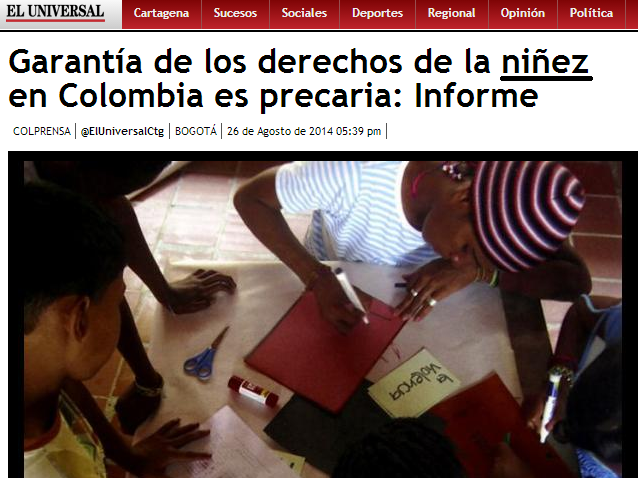 EL UNIVERSAL Cartagena Sucesos Sociales Deportes Regional Opinión Política
Garantía de los derechos de la niñez
en Colombia es precaria: Informe
COLPRENSA | @ElUniversalCtg | BOGOTÁ | 26 de Agosto de 2014 05:39 pm |
la
violencia